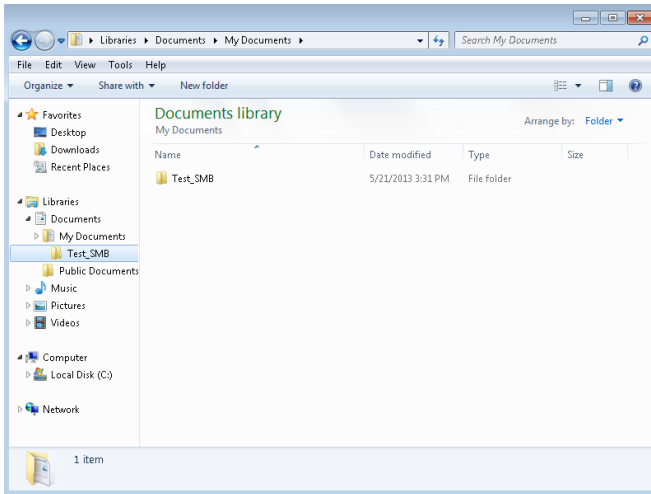 Libraries Documents My Documents
Search My Documents
File Edit View Tools Help
Organize Share with New folder
Favorites
Desktop
Downloads
Recent Places
Libraries
Documents
My Documents
Test_SMB
Public Documents
Music
Pictures
Videos
Computer
Local Disk (C:)
Network
Documents library
My Documents
Arrange by: Folder
Name Date modified Type Size
Test_SMB 5/21/2013 3:31 PM File folder
1 item